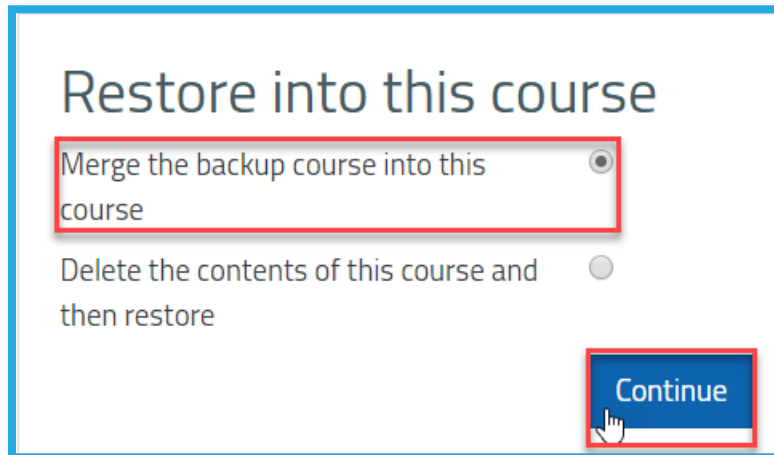 Restore into this course
Merge the backup course into this
course
Delete the contents of this course and
then restore
Continue